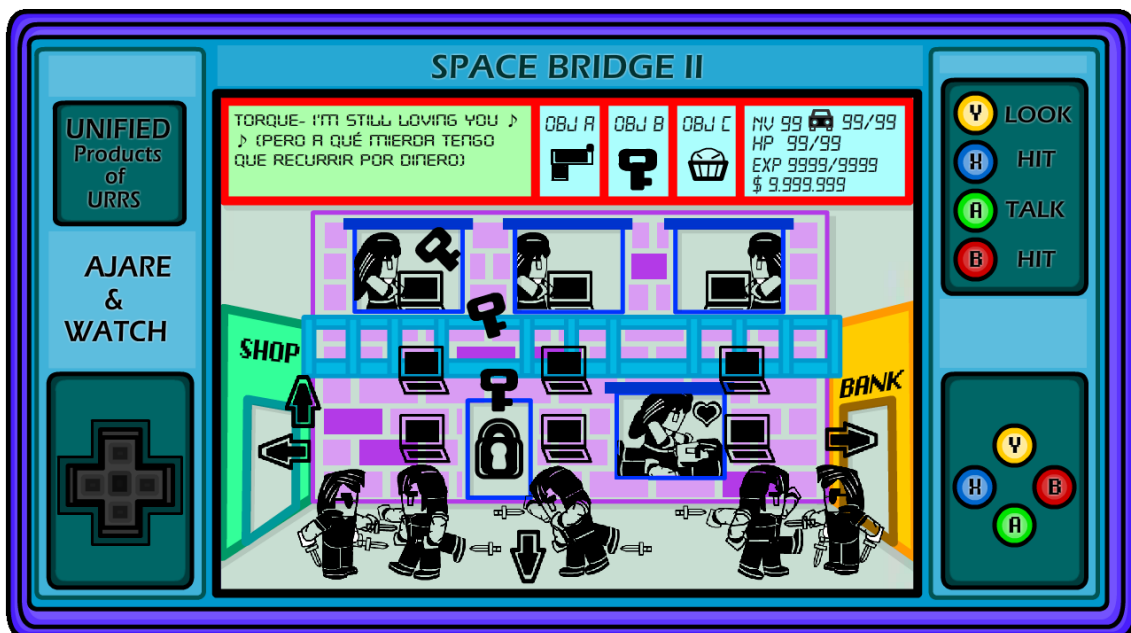 SPACE BRIDGE II
UNIFIED
Products
of
URRS
AJARE
&
WATCH
TORQUE- I'M STILL LOVING YOU ♪
♪ (PERO A QUÉ MIERDA TENGO
QUE RECURRIR POR DINERO)
OBJ A
OBJ B
OBJ C
NV 99 99/99
HP 99/99
EXP 9999/9999
$ 9.999.999
SHOP
BANK
Y LOOK
X HIT
A TALK
B HIT
Y
X
B
A